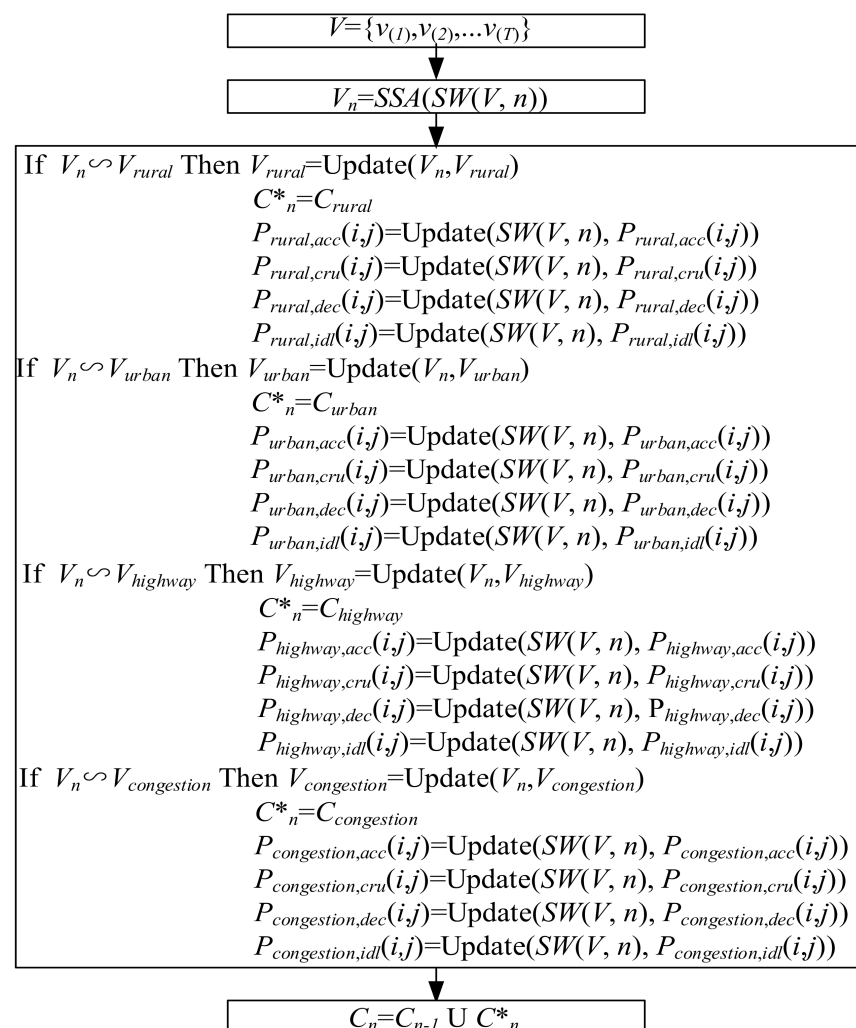 V={v(1),v(2),...v(T)}
Vn=SSA(SW(V, n))
If Vn∽Vrural Then Vrural=Update(Vn,Vrural)
C*n=Crural
Prural,acc(i,j)=Update(SW(V, n), Prural,acc(i,j))
Prural,cru(i,j)=Update(SW(V, n), Prural,cru(i,j))
Prural,dec(i,j)=Update(SW(V, n), Prural,dec(i,j))
Prural,idl(i,j)=Update(SW(V, n), Prural,idl(i,j))
If Vn∽Vurban Then Vurban=Update(Vn,Vurban)
C*n=Curban
Purban,acc(i,j)=Update(SW(V, n), Purban,acc(i,j))
Purban,cru(i,j)=Update(SW(V, n), Purban,cru(i,j))
Purban,dec(i,j)=Update(SW(V, n), Purban,dec(i,j))
Purban,idl(i,j)=Update(SW(V, n), Purban,idl(i,j))
If Vn∽Vhighway Then Vhighway=Update(Vn,Vhighway)
C*n=Chighway
Phighway,acc(i,j)=Update(SW(V, n), Phighway,acc(i,j))
Phighway,cru(i,j)=Update(SW(V, n), Phighway,cru(i,j))
Phighway,dec(i,j)=Update(SW(V, n), Phighway,dec(i,j))
Phighway,idl(i,j)=Update(SW(V, n), Phighway,idl(i,j))
If Vn∽Vcongestion Then Vcongestion=Update(Vn,Vcongestion)
C*n=Ccongestion
Pcongestion,acc(i,j)=Update(SW(V, n), Pcongestion,acc(i,j))
Pcongestion,cru(i,j)=Update(SW(V, n), Pcongestion,cru(i,j))
Pcongestion,dec(i,j)=Update(SW(V, n), Pcongestion,dec(i,j))
Pcongestion,idl(i,j)=Update(SW(V, n), Pcongestion,idl(i,j))
Cn=Cn-1 U C*n